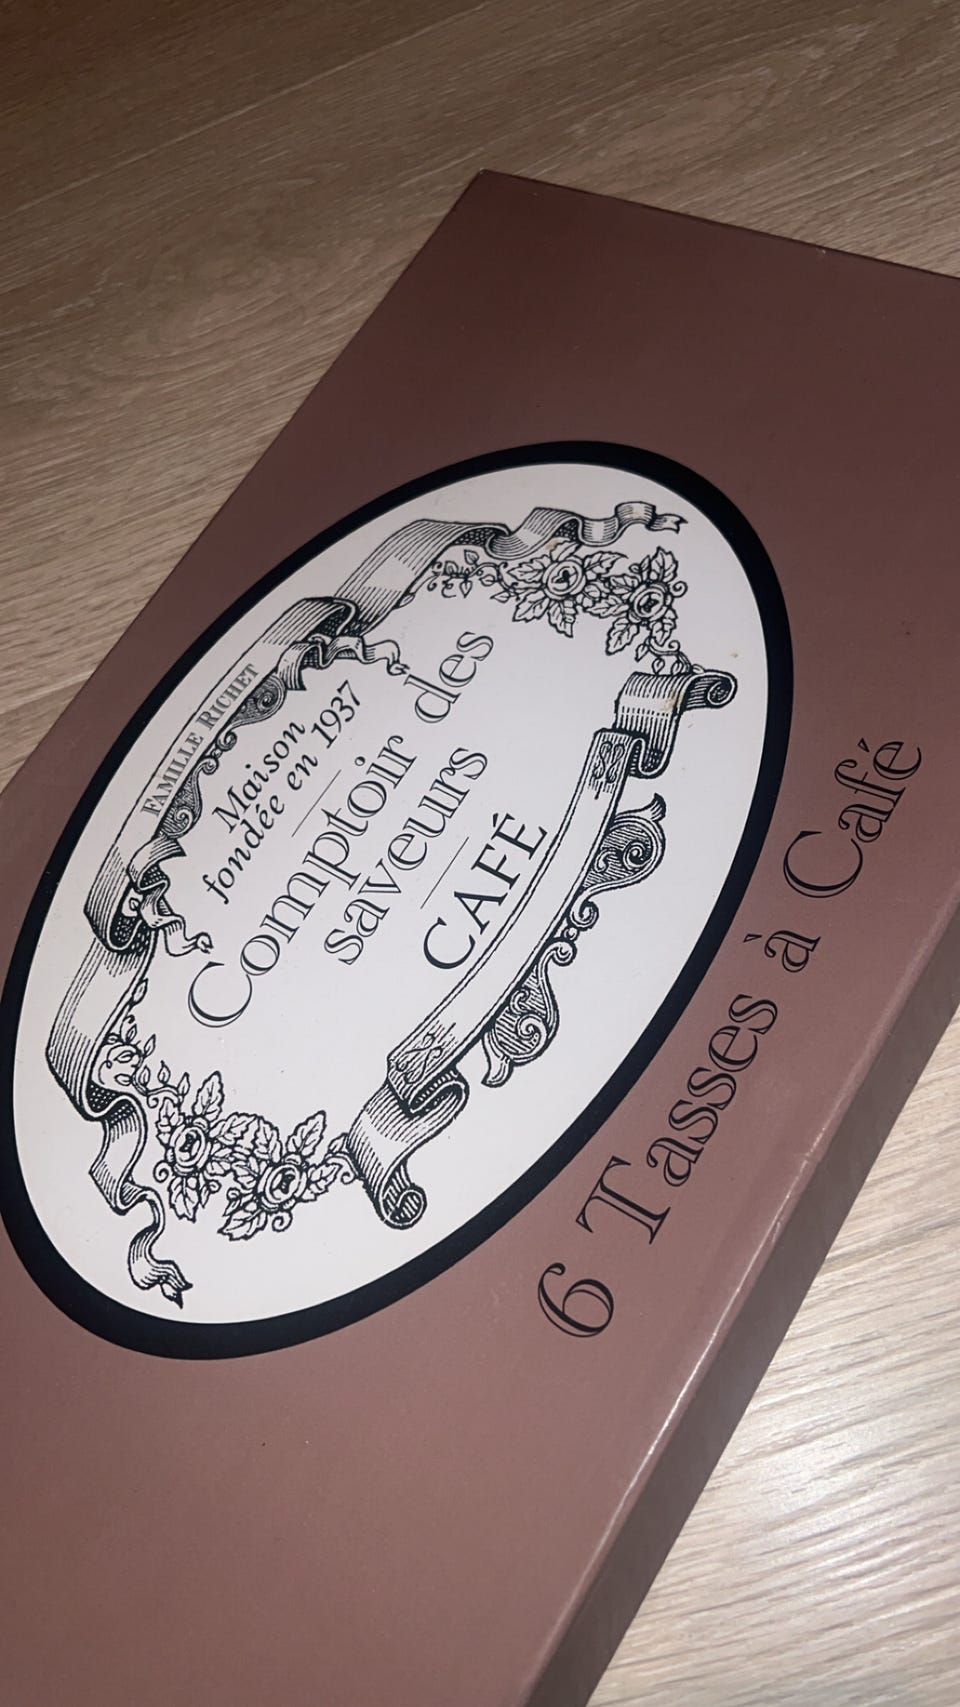 FAMILLE RICHET
Maison
fondée en 1937
Comptoir des
saveurs
CAFÉ
6 Tasses à Café